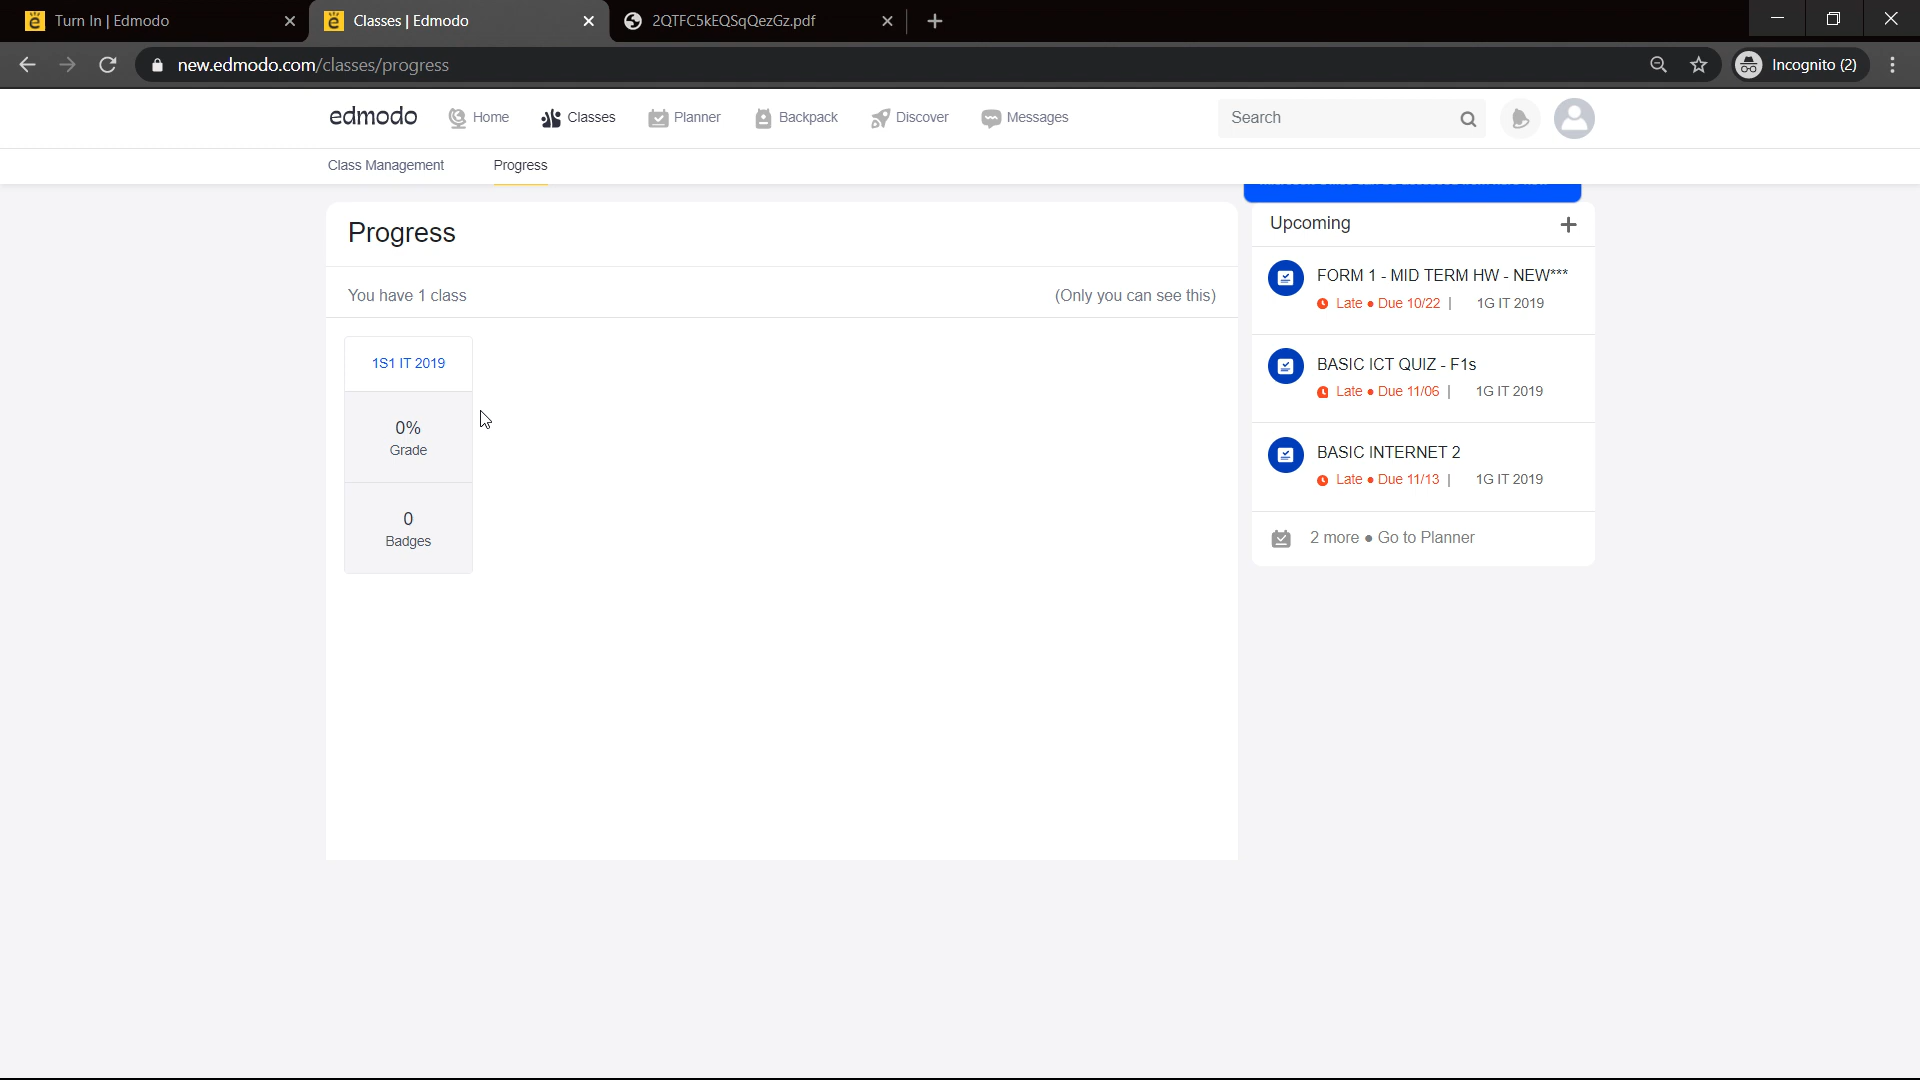 Turn In | Edmodo
Classes | Edmodo
2QTFC5kEQSqQezGz.pdf
new.edmodo.com/classes/progress
Incognito (2)
edmodo
Home
Classes
Planner
Backpack
Discover
Messages
Search
Class Management
Progress
Progress
You have 1 class
(Only you can see this)
1S1 IT 2019
0%
Grade
0
Badges
Upcoming
FORM 1 - MID TERM HW - NEW***
Late • Due 10/22 | 1G IT 2019
BASIC ICT QUIZ - F1s
Late • Due 11/06 | 1G IT 2019
BASIC INTERNET 2
Late • Due 11/13 | 1G IT 2019
2 more • Go to Planner